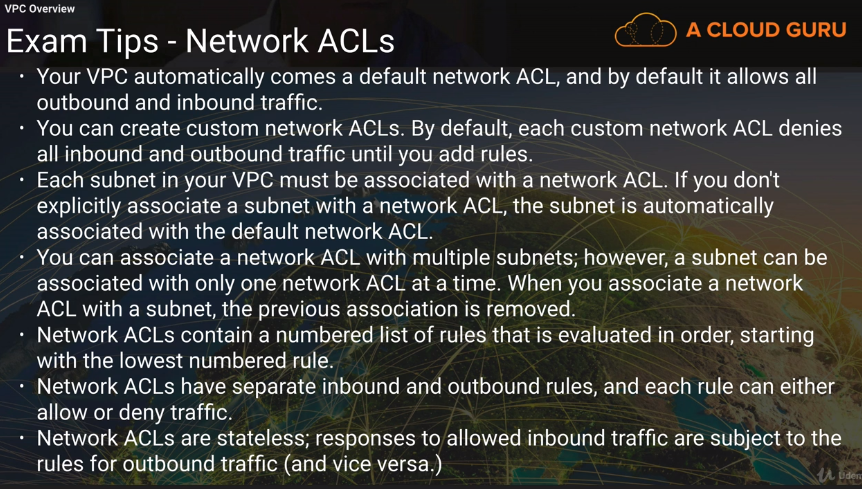 VPC Overview
Exam Tips - Network ACLs
A CLOUD GURU
• Your VPC automatically comes a default network ACL, and by default it allows all
outbound and inbound traffic.
• You can create custom network ACLs. By default, each custom network ACL denies
all inbound and outbound traffic until you add rules.
• Each subnet in your VPC must be associated with a network ACL. If you don't
explicitly associate a subnet with a network ACL, the subnet is automatically
associated with the default network ACL.
• You can associate a network ACL with multiple subnets; however, a subnet can be
associated with only one network ACL at a time. When you associate a network
ACL with a subnet, the previous association is removed.
• Network ACLs contain a numbered list of rules that is evaluated in order, starting
with the lowest numbered rule.
• Network ACLs have separate inbound and outbound rules, and each rule can either
allow or deny traffic.
• Network ACLs are stateless; responses to allowed inbound traffic are subject to the
rules for outbound traffic (and vice versa.)